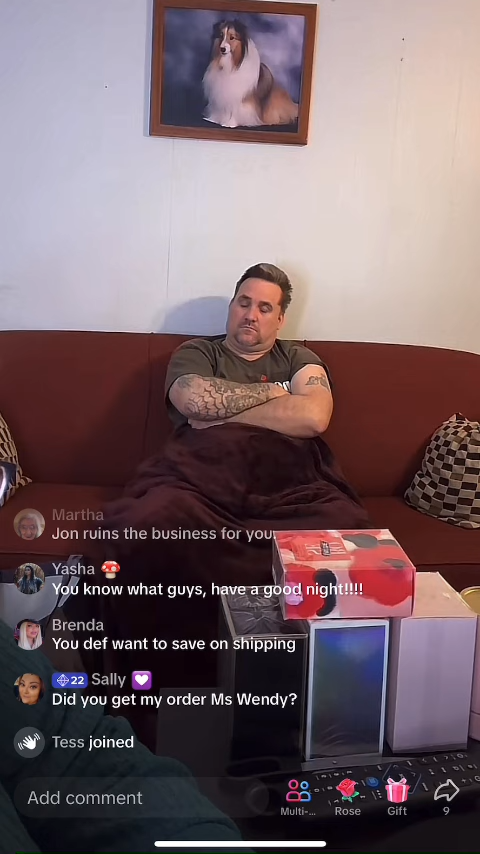 Martha
Jon ruins the business for you.
Yasha 🍄
You know what guys, have a good night!!!!
Brenda
You def want to save on shipping
22 Sally 💜
Did you get my order Ms Wendy?
Tess joined
Add comment
Multi-...
Rose
Gift
9